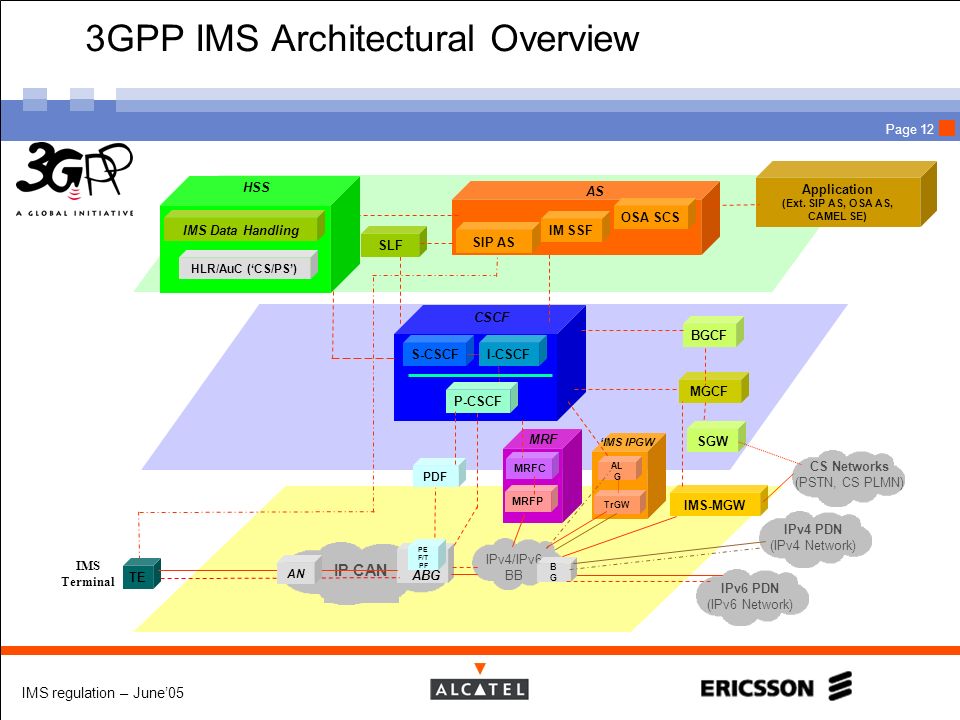 3GPP IMS Architectural Overview
Page 12
3GPP
A GLOBAL INITIATIVE
HSS
IMS Data Handling
HLR/AuC (‘CS/PS’)
SLF
AS
SIP AS
IM SSF
OSA SCS
Application
(Ext. SIP AS, OSA AS,
CAMEL SE)
CSCF
S-CSCF
I-CSCF
P-CSCF
BGCF
MGCF
SGW
MRF
MRFC
MRFP
‘IMS IPGW
AL
G
TrGW
IMS-MGW
PDF
CS Networks
(PSTN, CS PLMN)
IPv4 PDN
(IPv4 Network)
IPv6 PDN
(IPv6 Network)
IMS
Terminal
TE
AN
IP CAN
PE
F/T
PF
ABG
IPv4/IPv6
BB
B
G
IMS regulation – June’05
ALCATEL
ERICSSON